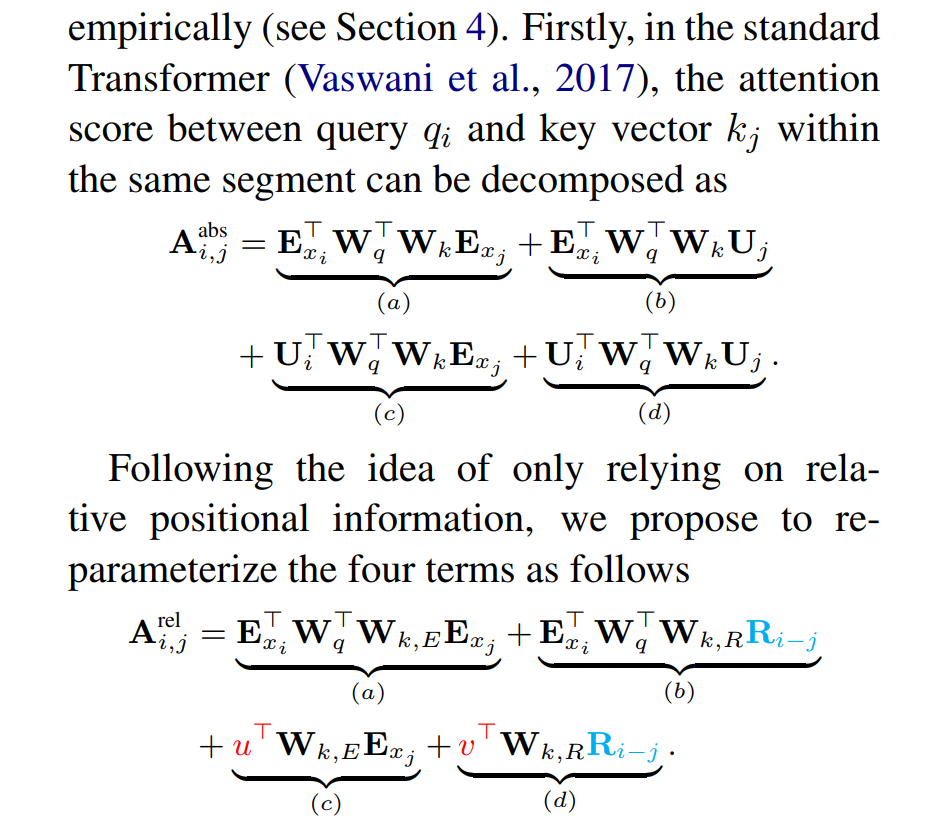 empirically (see Section 4). Firstly, in the standard
Transformer (Vaswani et al., 2017), the attention
score between query $q_i$ and key vector $k_j$ within
the same segment can be decomposed as
$\mathbf{A}_{i,j}^{\text{abs}} = \underbrace{\mathbf{E}_{x_i}^\top \mathbf{W}_q^\top \mathbf{W}_k \mathbf{E}_{x_j}}_{(a)} + \underbrace{\mathbf{E}_{x_i}^\top \mathbf{W}_q^\top \mathbf{W}_k \mathbf{U}_j}_{(b)}$
$+ \underbrace{\mathbf{U}_i^\top \mathbf{W}_q^\top \mathbf{W}_k \mathbf{E}_{x_j}}_{(c)} + \underbrace{\mathbf{U}_i^\top \mathbf{W}_q^\top \mathbf{W}_k \mathbf{U}_j}_{(d)}.$
Following the idea of only relying on rela-
tive positional information, we propose to re-
parameterize the four terms as follows
$\mathbf{A}_{i,j}^{\text{rel}} = \underbrace{\mathbf{E}_{x_i}^\top \mathbf{W}_q^\top \mathbf{W}_{k,E} \mathbf{E}_{x_j}}_{(a)} + \underbrace{\mathbf{E}_{x_i}^\top \mathbf{W}_q^\top \mathbf{W}_{k,R} \mathbf{R}_{i-j}}_{(b)}$
$+ \underbrace{u^\top \mathbf{W}_{k,E} \mathbf{E}_{x_j}}_{(c)} + \underbrace{v^\top \mathbf{W}_{k,R} \mathbf{R}_{i-j}}_{(d)}.$